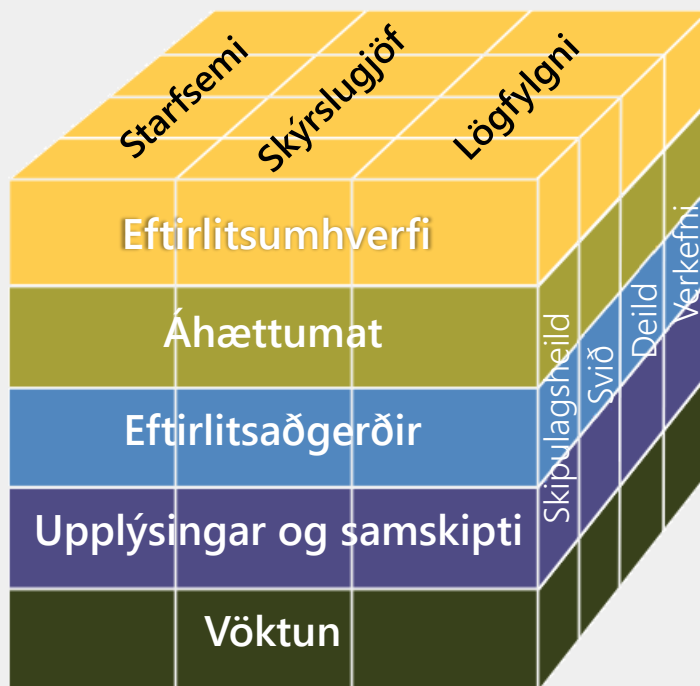 Starfsemi
Skýrslugjöf
Lögfylgni
Eftirlitsumhverfi
Áhættumat
Eftirlitsaðgerðir
Upplýsingar og samskipti
Vöktun
Skipulagsheild
Svið
Deild
Verkefni